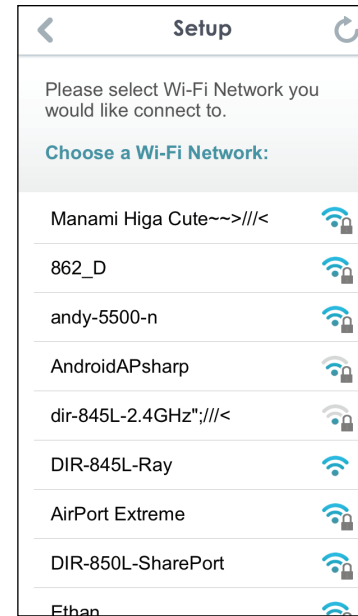 Setup
Please select Wi-Fi Network you
would like connect to.
Choose a Wi-Fi Network:
Manami Higa Cute~~>///<
862_D
andy-5500-n
AndroidAPsharp
dir-845L-2.4GHz";///<
DIR-845L-Ray
AirPort Extreme
DIR-850L-SharePort
Ethan